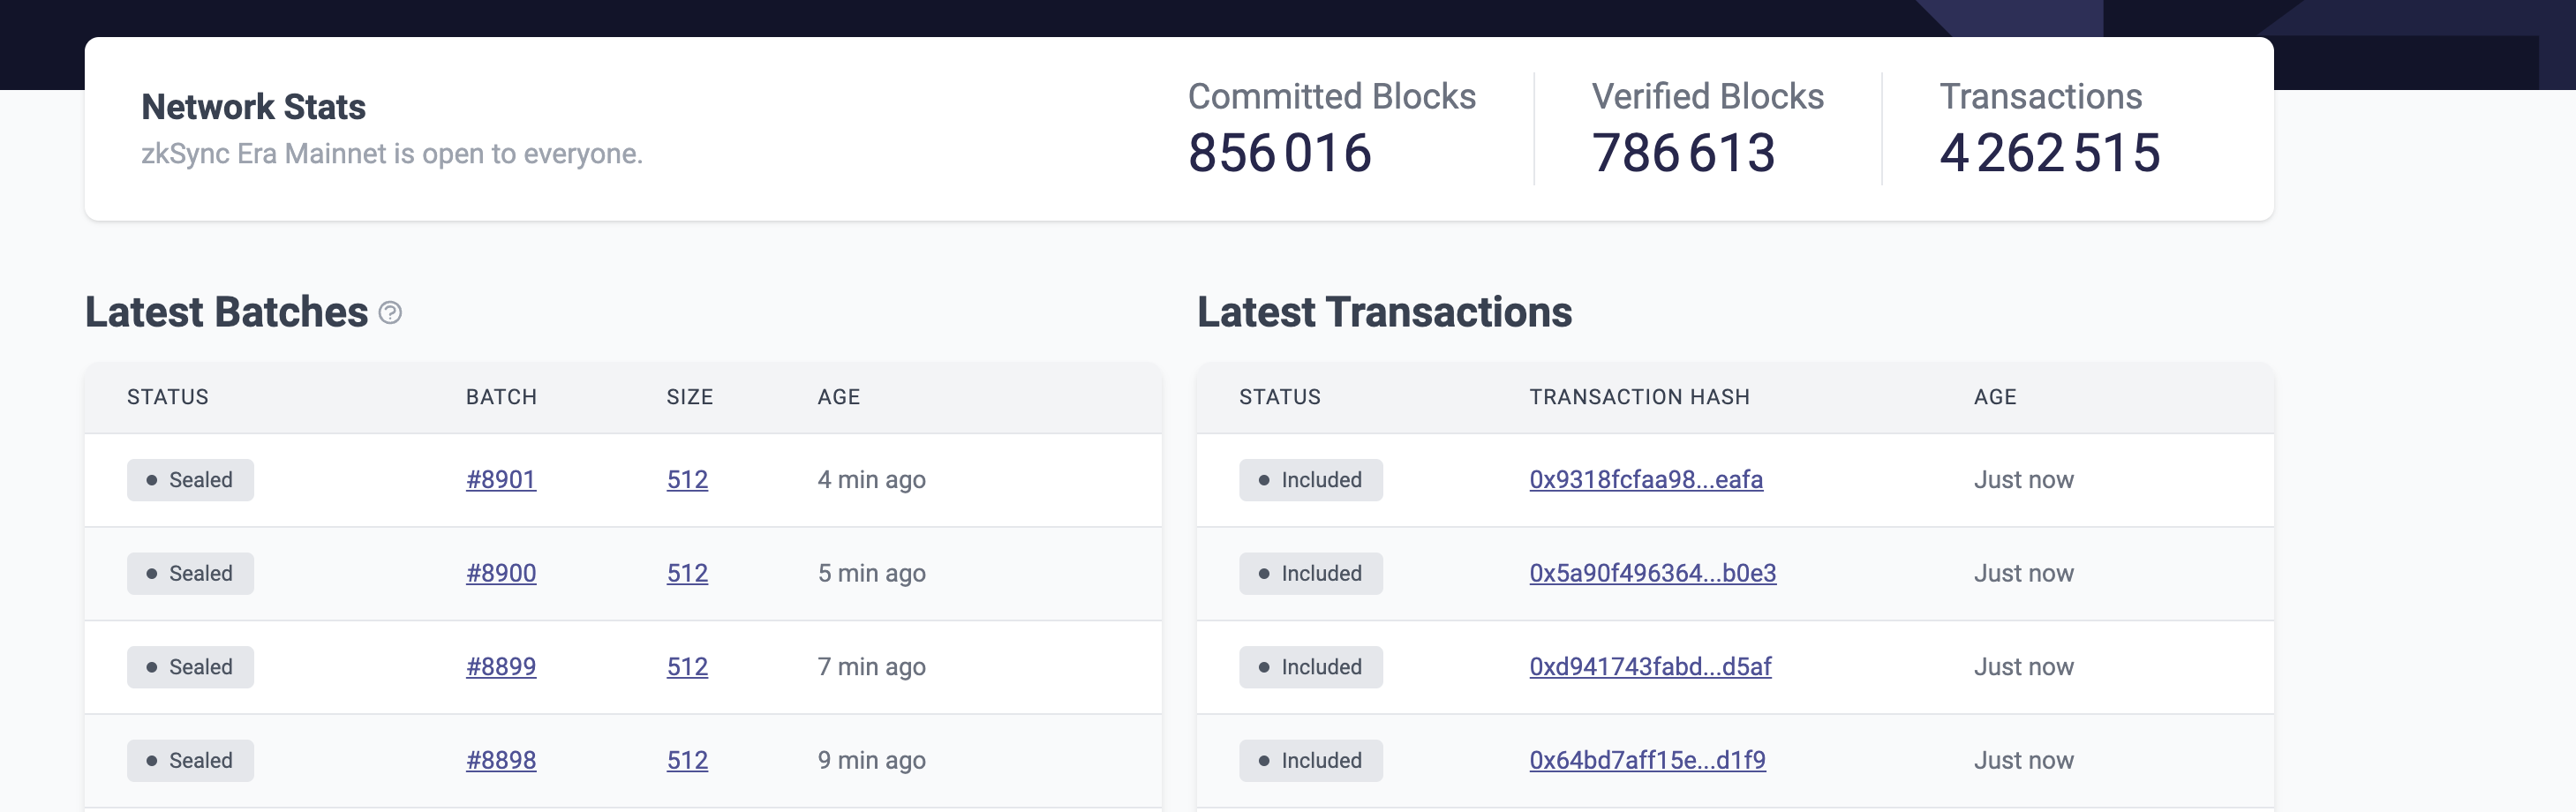 Network Stats
zkSync Era Mainnet is open to everyone.
Committed Blocks
856 016
Verified Blocks
786 613
Transactions
4 262 515
Latest Batches ?
STATUS BATCH SIZE AGE
Sealed #8901 512 4 min ago
Sealed #8900 512 5 min ago
Sealed #8899 512 7 min ago
Sealed #8898 512 9 min ago
Latest Transactions
STATUS TRANSACTION HASH AGE
Included 0x9318fcfaa98...eafa Just now
Included 0x5a90f496364...b0e3 Just now
Included 0xd941743fabd...d5af Just now
Included 0x64bd7aff15e...d1f9 Just now